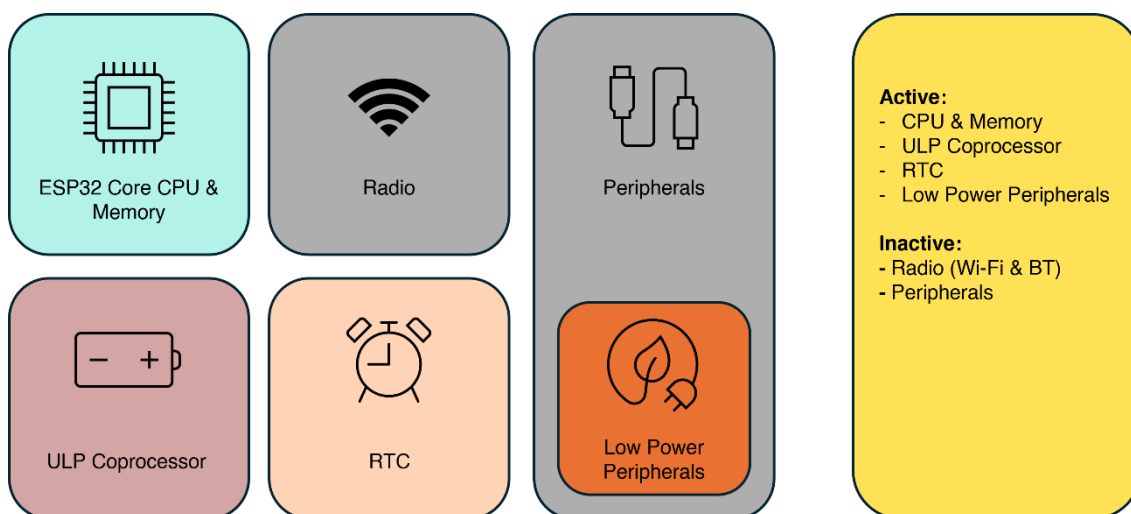 ESP32 Core CPU &
Memory
Radio
Peripherals
ULP Coprocessor
RTC
Low Power
Peripherals
Active:
- CPU & Memory
- ULP Coprocessor
- RTC
- Low Power Peripherals
Inactive:
- Radio (Wi-Fi & BT)
- Peripherals